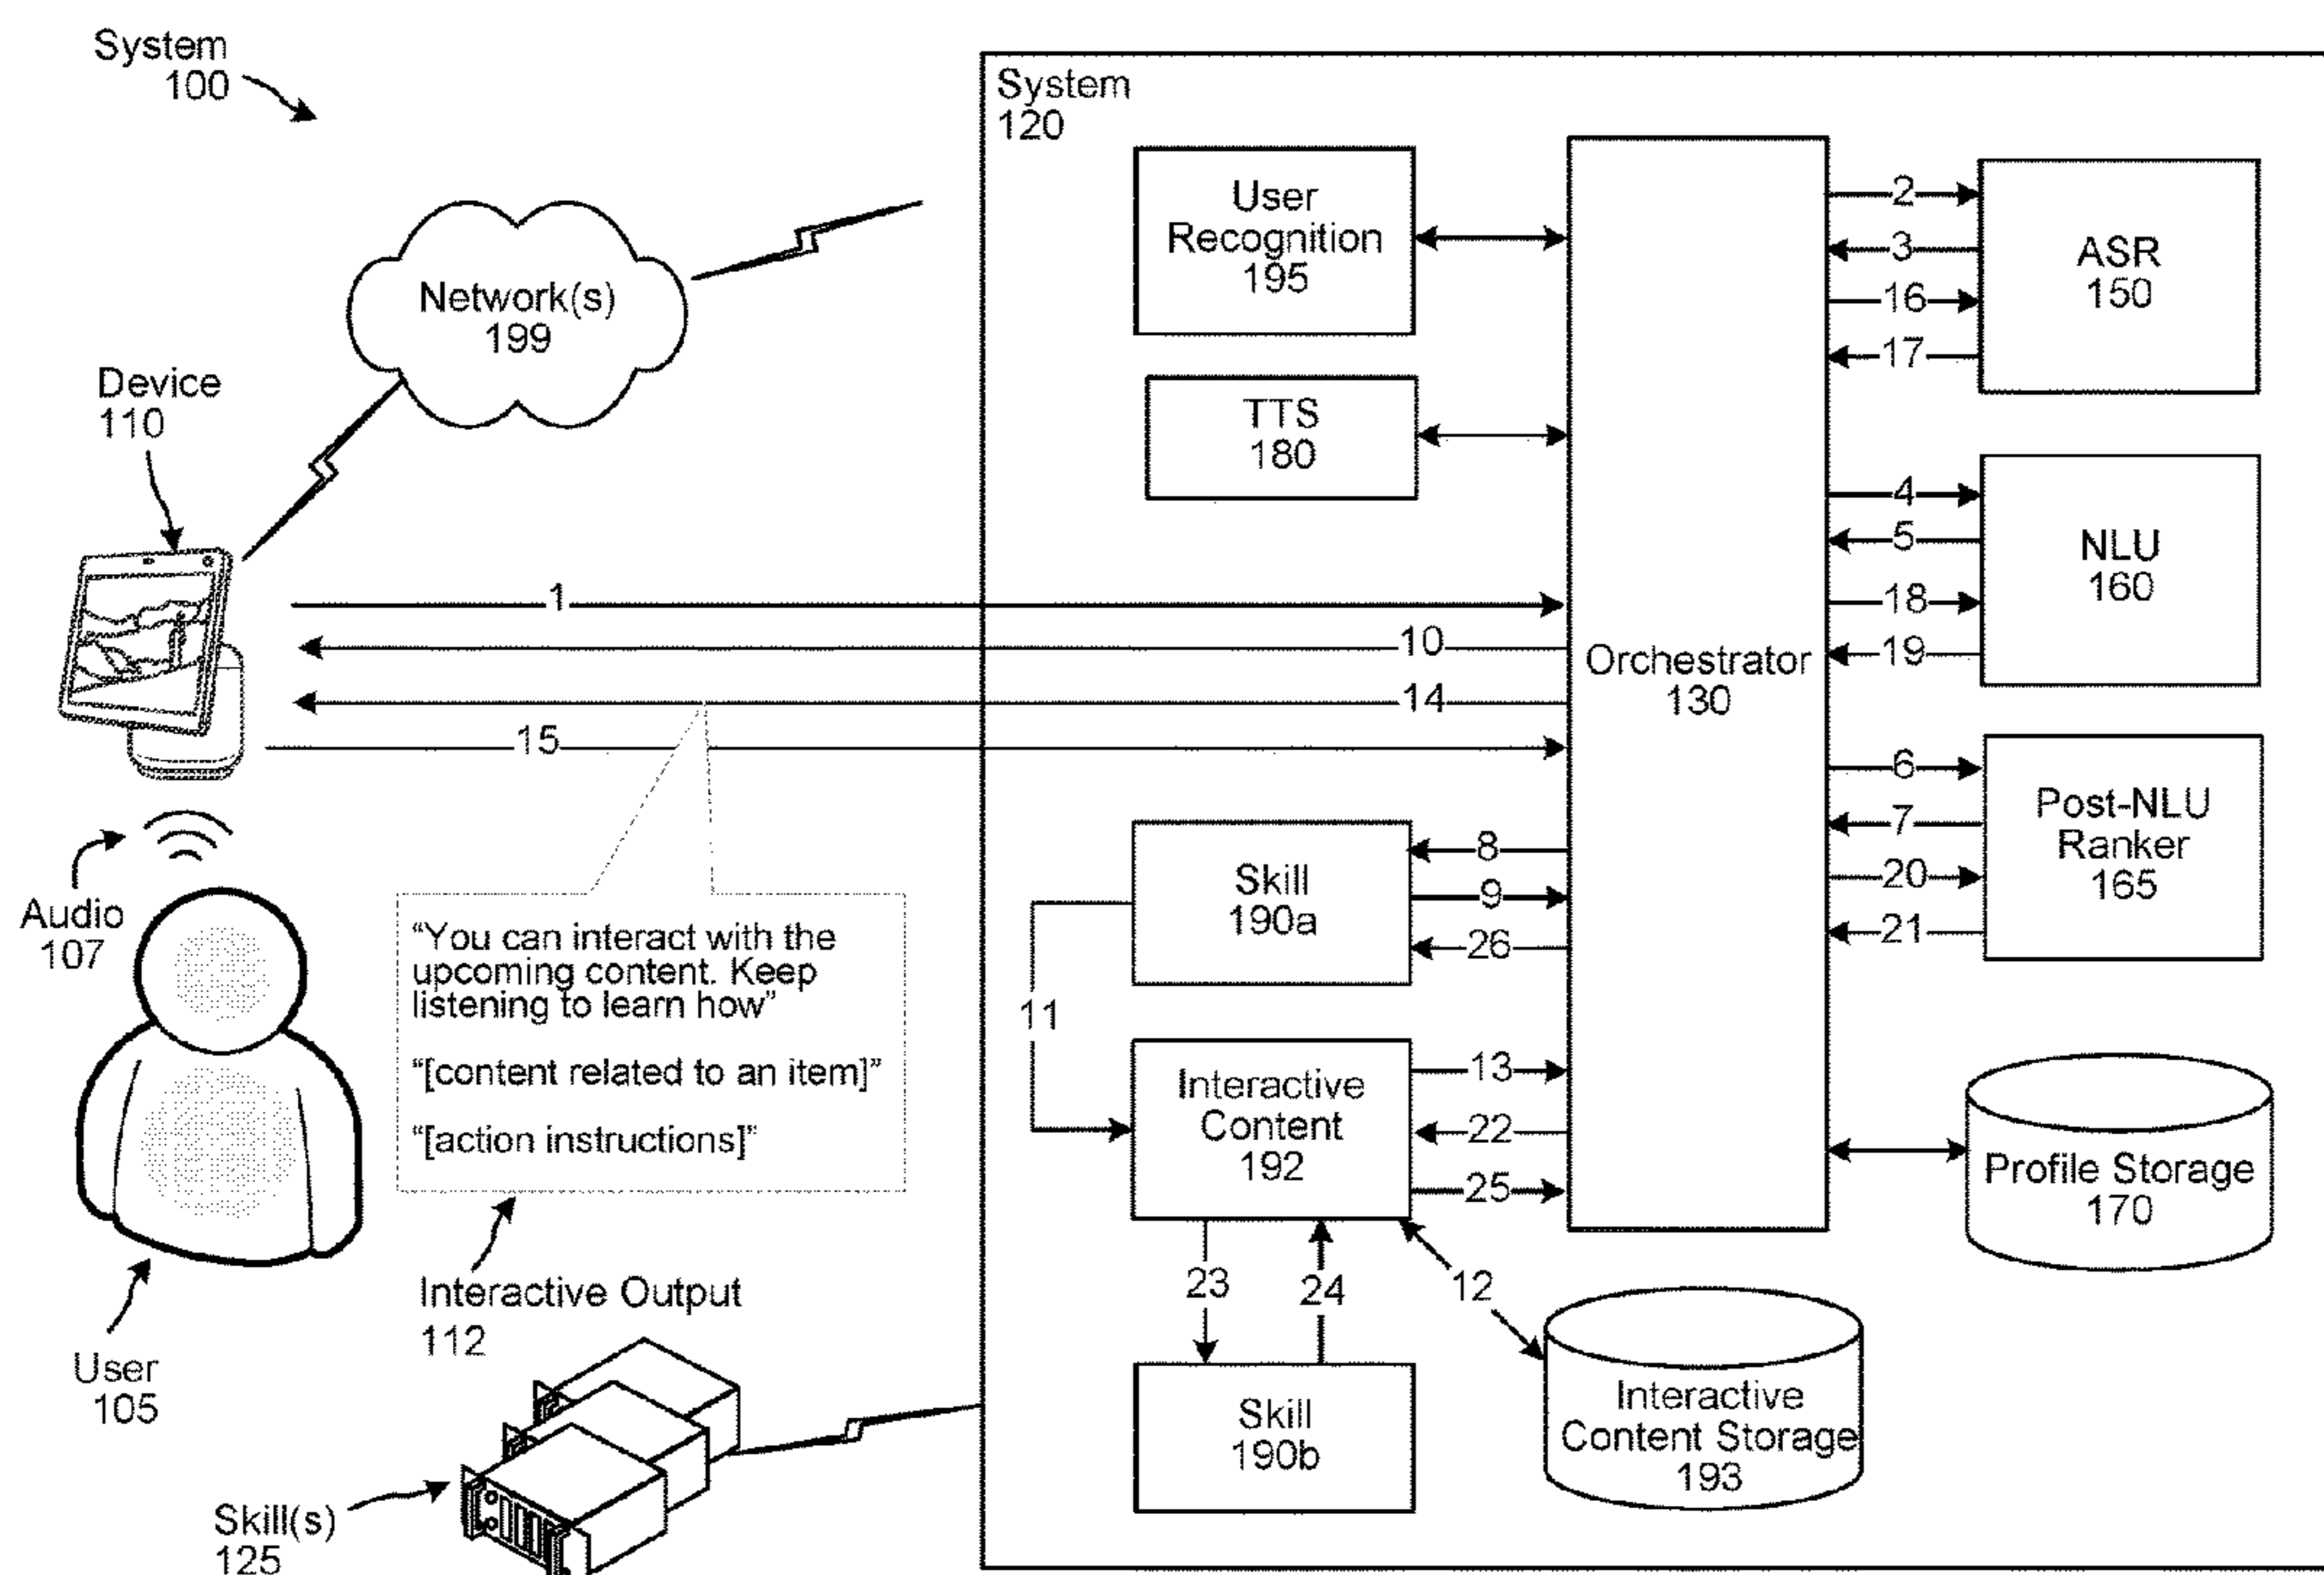 System
100
System
120
User
Recognition
195
TTS
180
Orchestrator
130
2
3
16
17
ASR
150
4
5
18
19
NLU
160
6
7
20
21
Post-NLU
Ranker
165
Profile Storage
170
Network(s)
199
Device
110
1
10
14
15
Audio
107
User
105
“You can interact with the
upcoming content. Keep
listening to learn how”
“[content related to an item]”
“[action instructions]”
Interactive Output
112
Skill(s)
125
8
9
26
Skill
190a
11
Interactive
Content
192
13
22
25
23
24
12
Skill
190b
Interactive
Content Storage
193